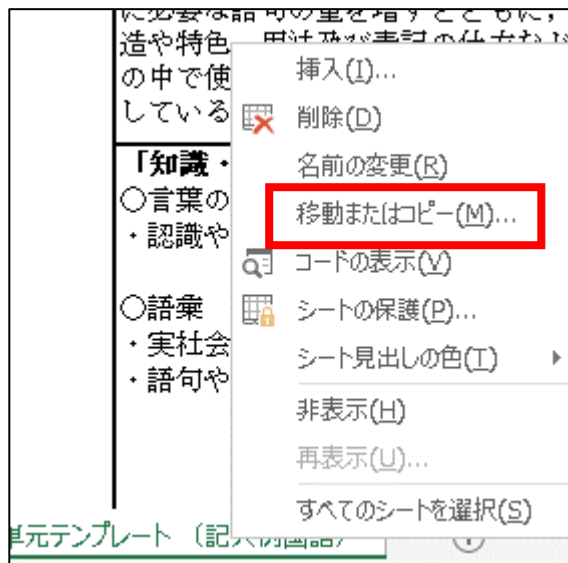 造や特色
の中で使
している
「知識・
○言葉の
・認識や
○語彙
・実社会
・語句や
挿入(I)...
削除(D)
名前の変更(R)
移動またはコピー(M)...
コードの表示(V)
シートの保護(P)...
シート見出しの色(T)
非表示(H)
再表示(U)...
すべてのシートを選択(S)
単元テンプレート （記入例国語）